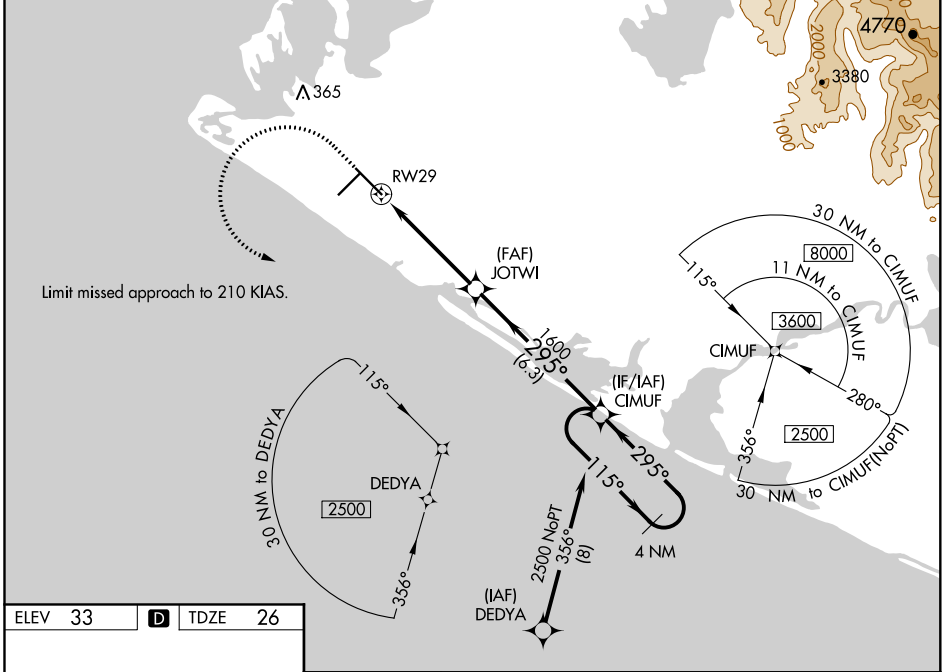 4770
2000
3380
1000
365
RW29
(FAF)
JOTWI
Limit missed approach to 210 KIAS.
30 NM to CIMUF
8000
115°
11 NM to CIMUF
3600
CIMUF
280°
2500
356°
30 NM to CIMUF(NoPT)
1600
295°
(6.3)
(IF/IAF)
CIMUF
295°
115°
4 NM
115°
30 NM to DEDYA
DEDYA
2500
356°
2500 NoPT
356°
(8)
(IAF)
DEDYA
ELEV 33 D TDZE 26